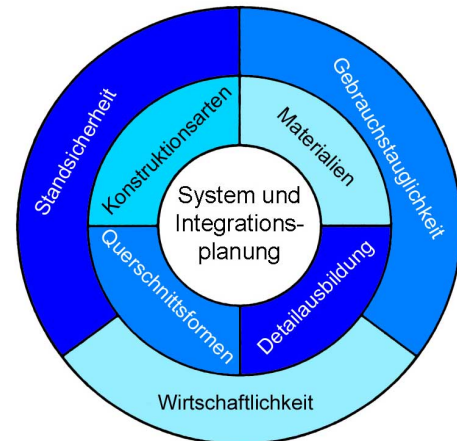 Standsicherheit
Gebrauchstauglichkeit
Konstruktionsarten
Materialien
System und
Integrations-
planung
Querschnittsformen
Detailausbildung
Wirtschaftlichkeit